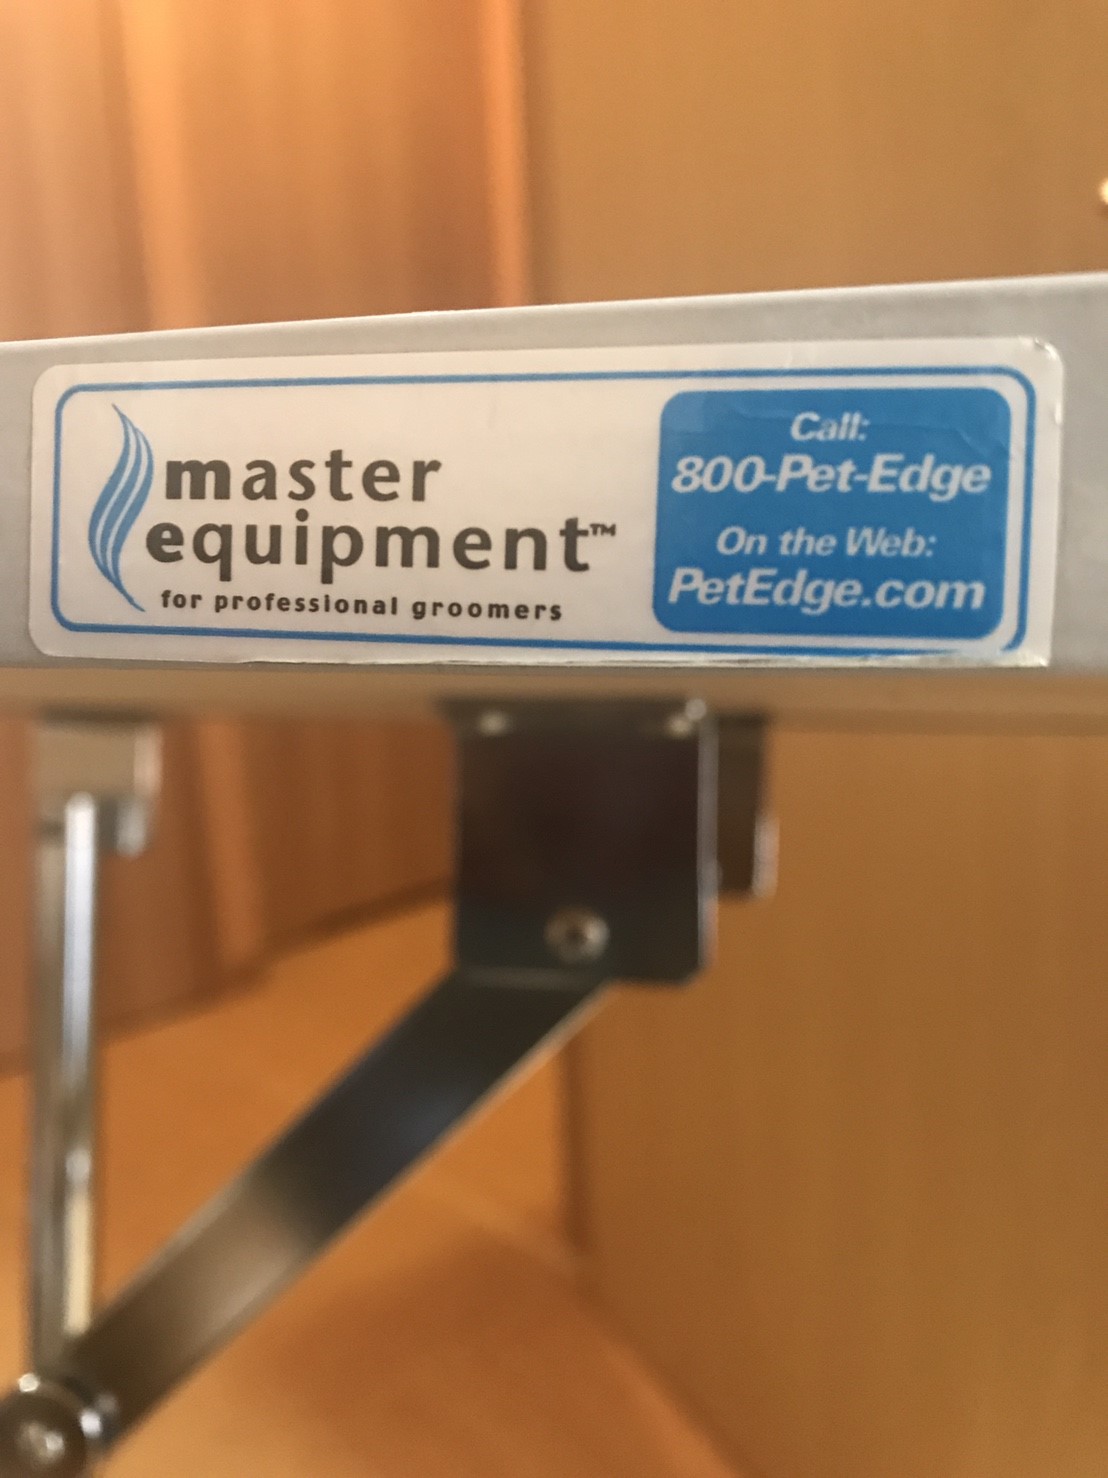 master
equipment™
for professional groomers
Call:
800-Pet-Edge
On the Web:
PetEdge.com